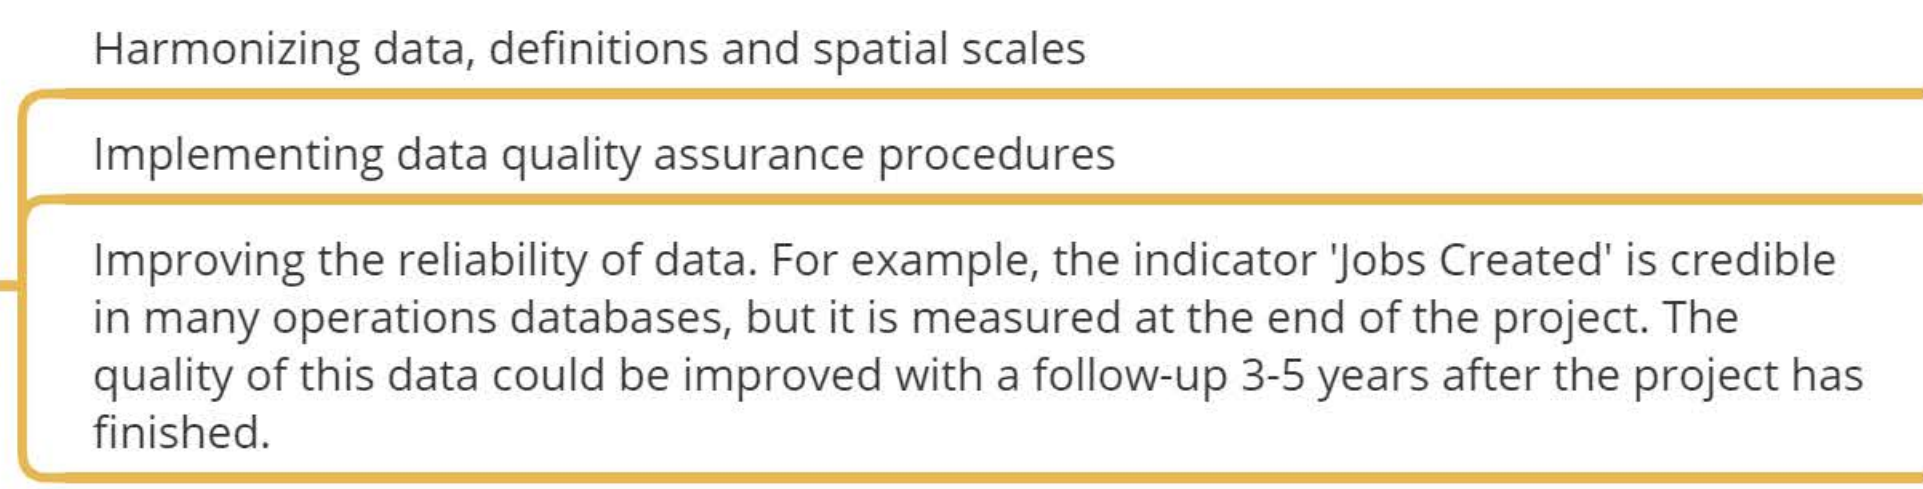 Harmonizing data, definitions and spatial scales
Implementing data quality assurance procedures
Improving the reliability of data. For example, the indicator 'Jobs Created' is credible
in many operations databases, but it is measured at the end of the project. The
quality of this data could be improved with a follow-up 3-5 years after the project has
finished.